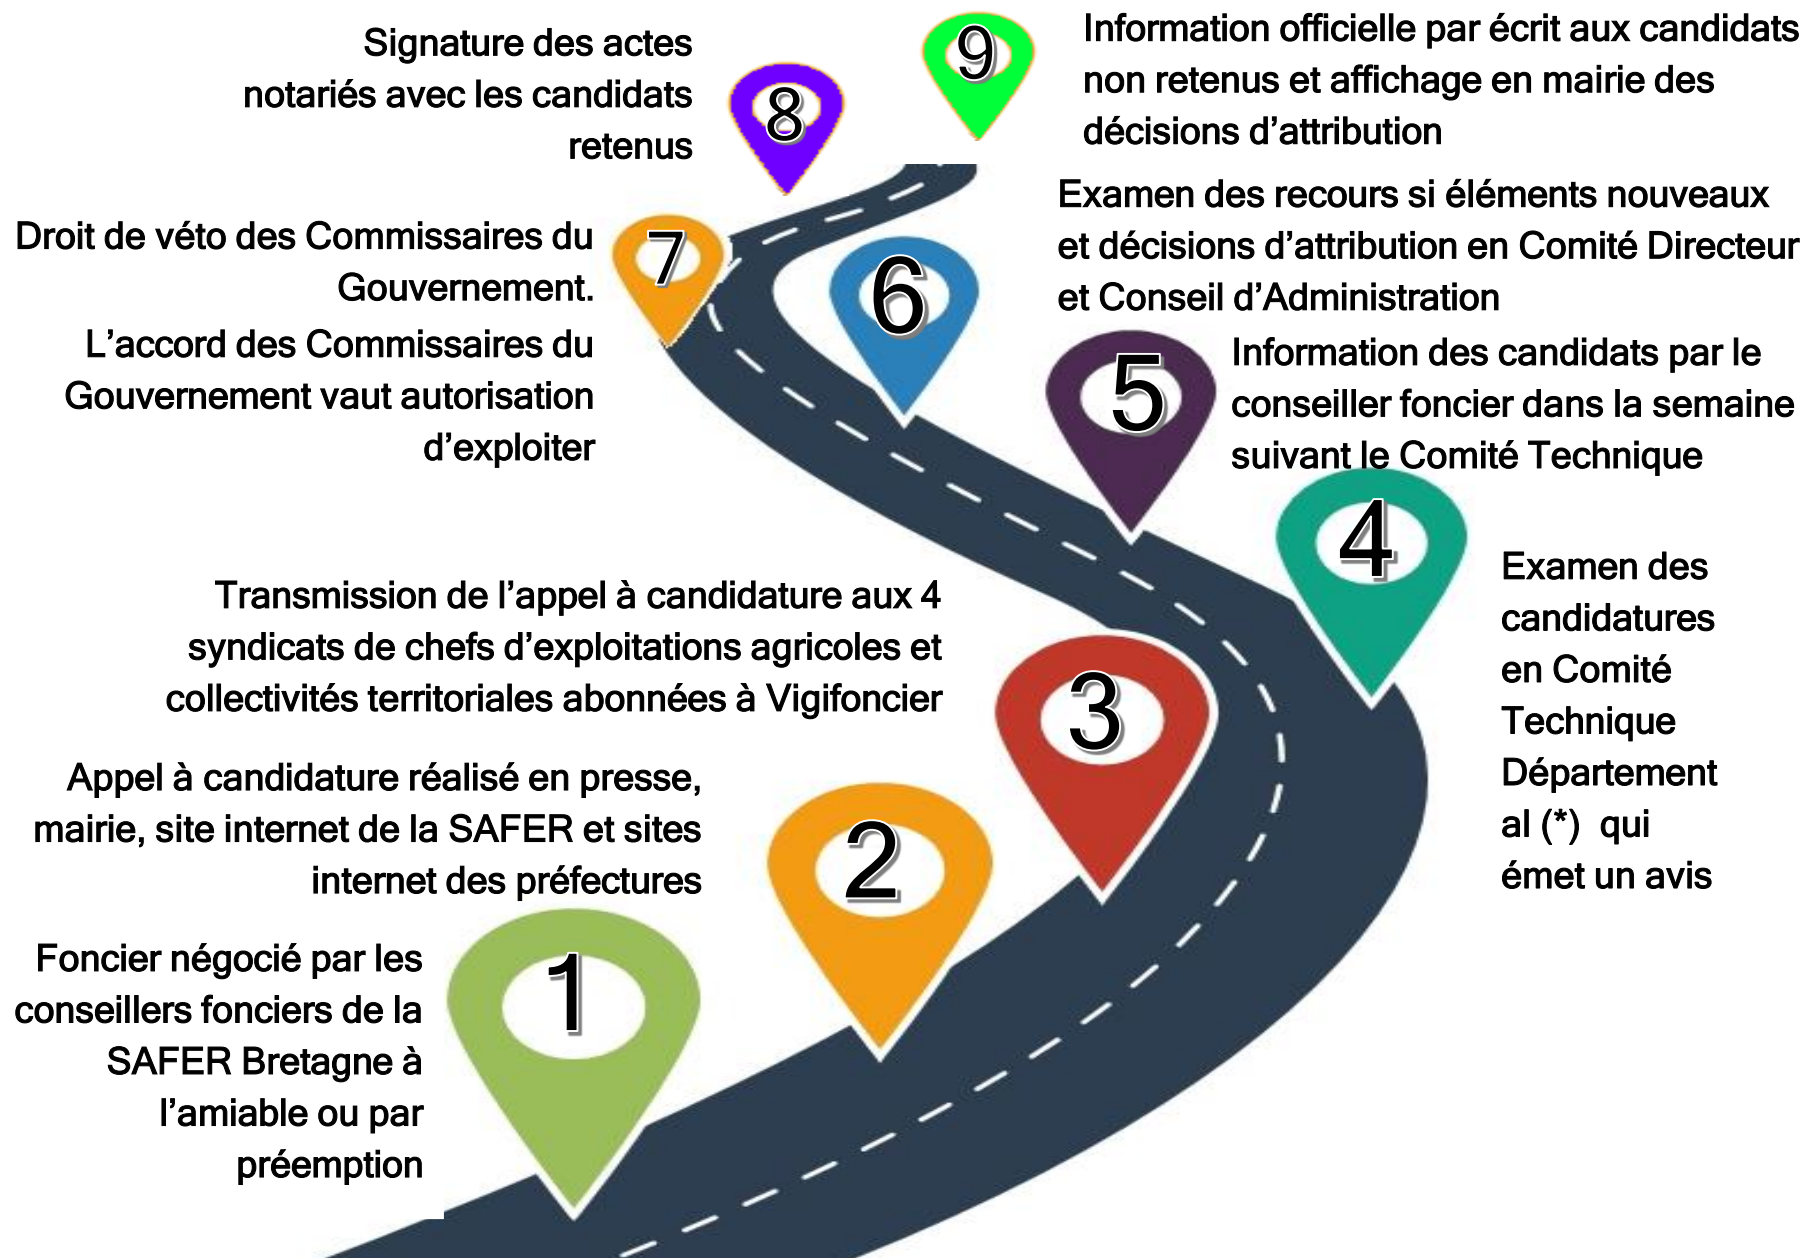 Signature des actes
notariés avec les candidats
retenus
8
9
Information officielle par écrit aux candidats
non retenus et affichage en mairie des
décisions d’attribution
Droit de véto des Commissaires du
Gouvernement.
L’accord des Commissaires du
Gouvernement vaut autorisation
d’exploiter
7
6
Examen des recours si éléments nouveaux
et décisions d’attribution en Comité Directeur
et Conseil d’Administration
5
Information des candidats par le
conseiller foncier dans la semaine
suivant le Comité Technique
4
Examen des
candidatures
en Comité
Technique
Département
al (*)  qui
émet un avis
Transmission de l’appel à candidature aux 4
syndicats de chefs d’exploitations agricoles et
collectivités territoriales abonnées à Vigifoncier
3
Appel à candidature réalisé en presse,
mairie, site internet de la SAFER et sites
internet des préfectures
2
Foncier négocié par les
conseillers fonciers de la
SAFER Bretagne à
l’amiable ou par
préemption
1